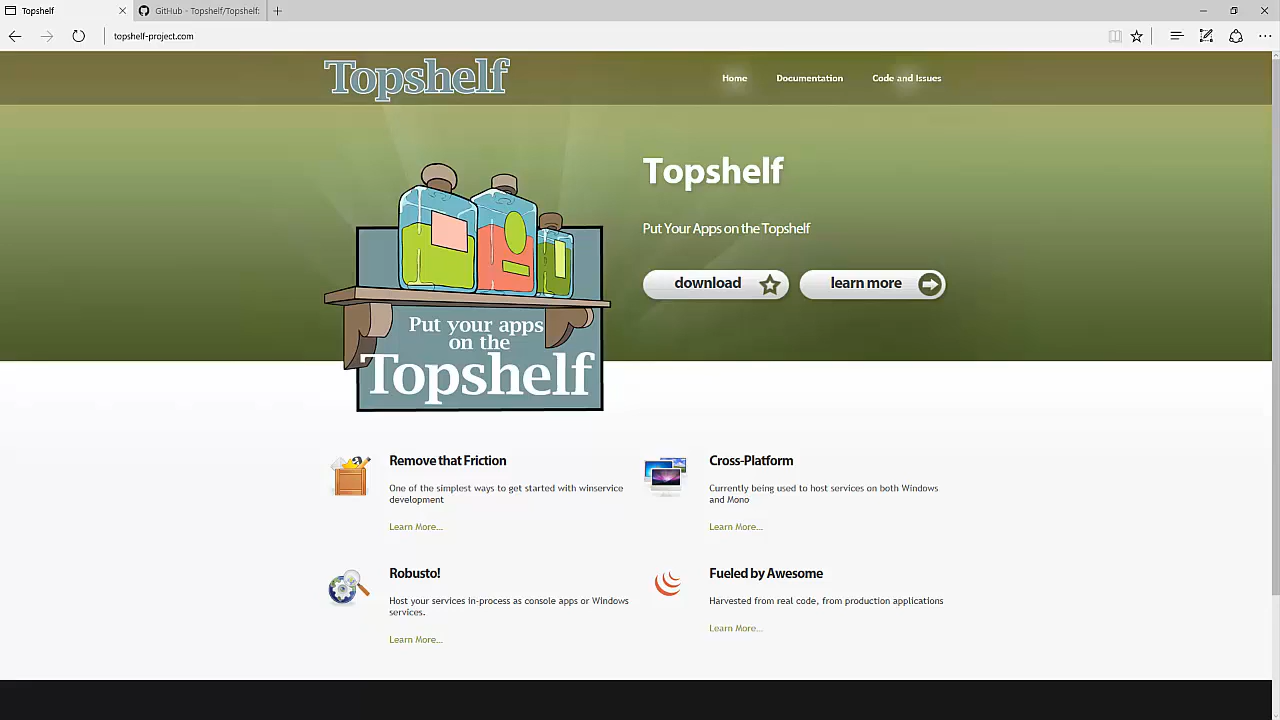 Topshelf
GitHub - Topshelf/Topshelf:
topshelf-project.com
Topshelf
Home
Documentation
Code and Issues
Topshelf
Put Your Apps on the Topshelf
download
learn more
Put your apps
on the
Topshelf
Remove that Friction
One of the simplest ways to get started with winservice
development
Learn More...
Cross-Platform
Currently being used to host services on both Windows
and Mono
Learn More...
Robusto!
Host your services in-process as console apps or Windows
services.
Learn More...
Fueled by Awesome
Harvested from real code, from production applications
Learn More...